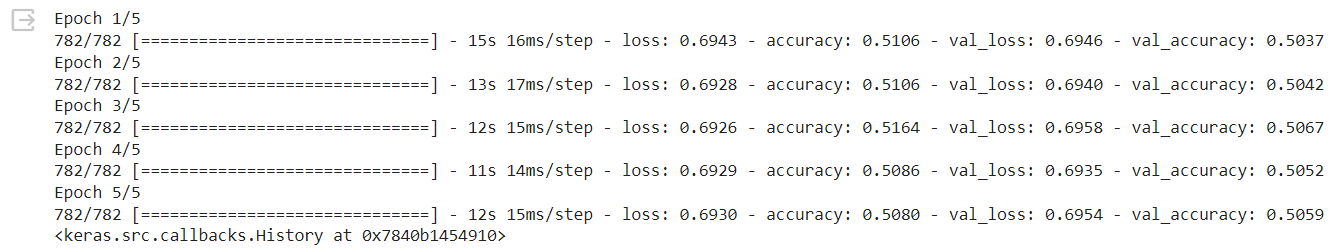 Epoch 1/5
782/782 [==============================] - 15s 16ms/step - loss: 0.6943 - accuracy: 0.5106 - val_loss: 0.6946 - val_accuracy: 0.5037
Epoch 2/5
782/782 [==============================] - 13s 17ms/step - loss: 0.6928 - accuracy: 0.5106 - val_loss: 0.6940 - val_accuracy: 0.5042
Epoch 3/5
782/782 [==============================] - 12s 15ms/step - loss: 0.6926 - accuracy: 0.5164 - val_loss: 0.6958 - val_accuracy: 0.5067
Epoch 4/5
782/782 [==============================] - 11s 14ms/step - loss: 0.6929 - accuracy: 0.5086 - val_loss: 0.6935 - val_accuracy: 0.5052
Epoch 5/5
782/782 [==============================] - 12s 15ms/step - loss: 0.6930 - accuracy: 0.5080 - val_loss: 0.6954 - val_accuracy: 0.5059
<keras.src.callbacks.History at 0x7840b1454910>